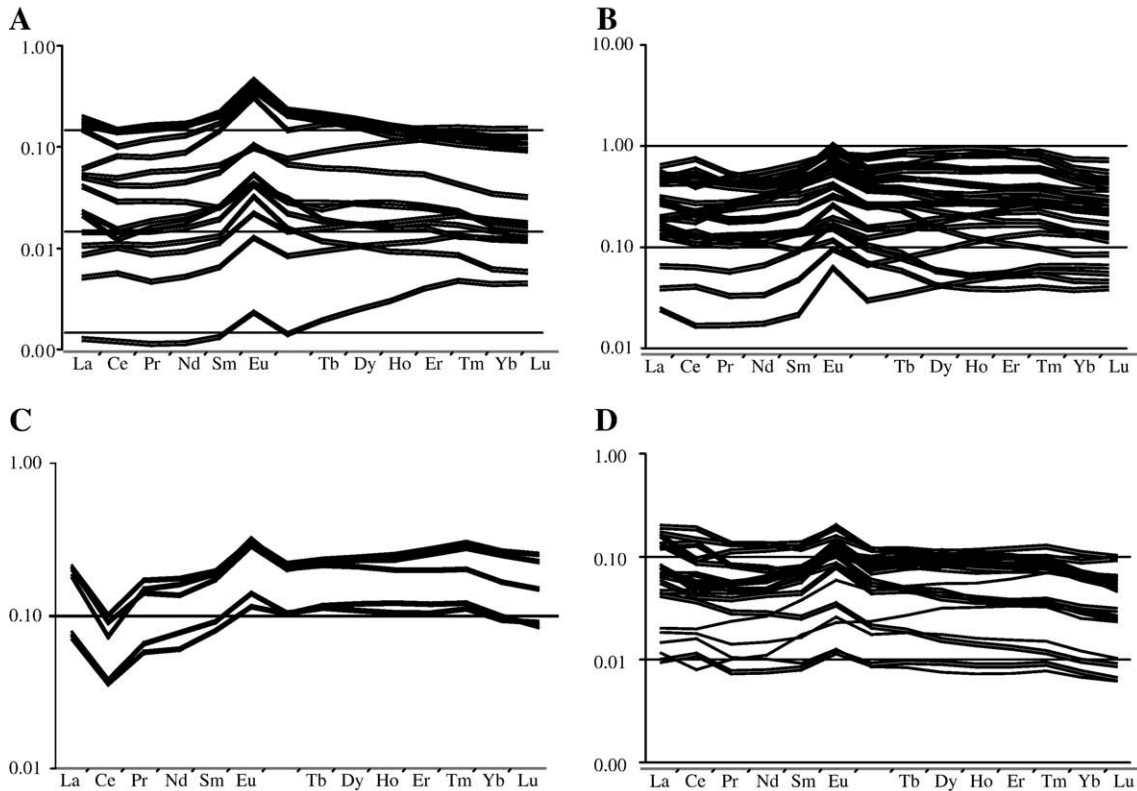 A
1.00
0.10
0.01
0.00
La Ce Pr Nd Sm Eu Tb Dy Ho Er Tm Yb Lu
B
10.00
1.00
0.10
0.01
La Ce Pr Nd Sm Eu Tb Dy Ho Er Tm Yb Lu
C
1.00
0.10
0.01
La Ce Pr Nd Sm Eu Tb Dy Ho Er Tm Yb Lu
D
1.00
0.10
0.01
0.00
La Ce Pr Nd Sm Eu Tb Dy Ho Er Tm Yb Lu